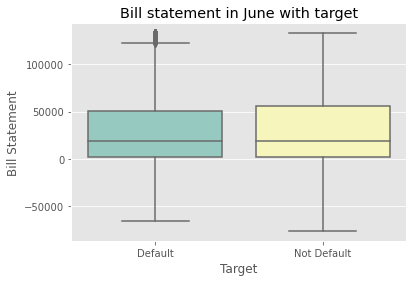 Bill statement in June with target
100000
50000
0
−50000
Bill Statement
Default
Not Default
Target